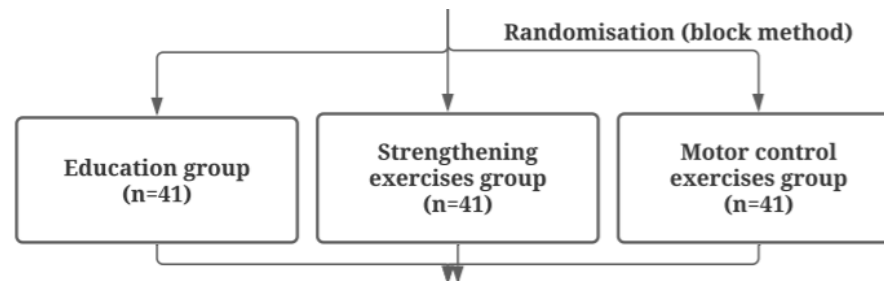 Randomisation (block method)
Education group
(n=41)
Strengthening
exercises group
(n=41)
Motor control
exercises group
(n=41)